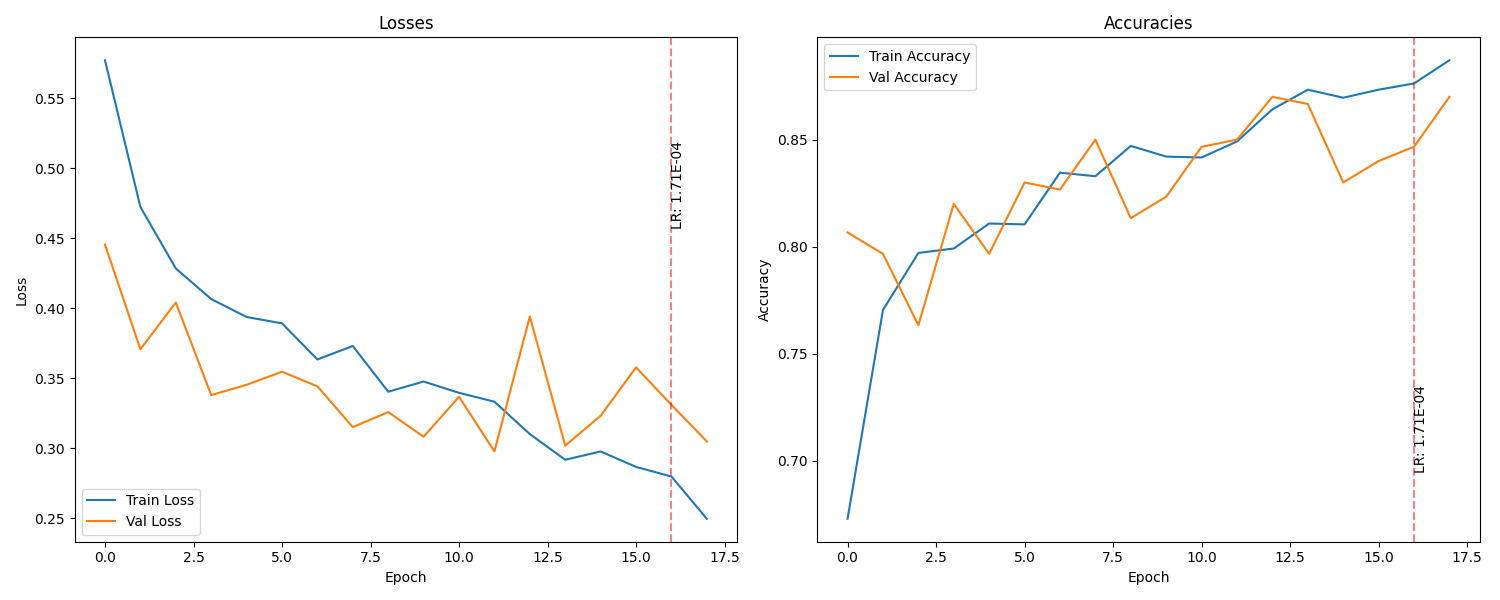 Losses
0.55
0.50
0.45
0.40
0.35
0.30
0.25
Loss
LR: 1.71E-04
Train Loss
Val Loss
0.0 2.5 5.0 7.5 10.0 12.5 15.0 17.5
Epoch
Accuracies
Train Accuracy
Val Accuracy
0.85
0.80
0.75
0.70
Accuracy
LR: 1.71E-04
0.0 2.5 5.0 7.5 10.0 12.5 15.0 17.5
Epoch